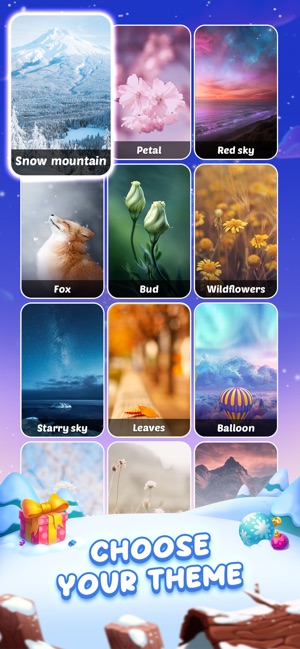 Snow mountain
Petal
Red sky
Fox
Bud
Wildflowers
Starry sky
Leaves
Balloon
CHOOSE
YOUR THEME